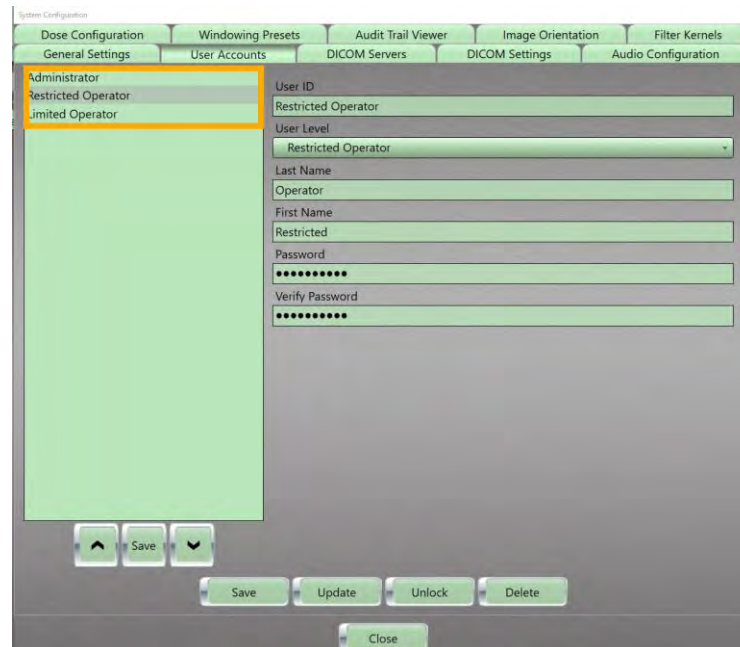 System Configuration
Dose Configuration Windowing Presets Audit Trail Viewer Image Orientation Filter Kernels
General Settings User Accounts DICOM Servers DICOM Settings Audio Configuration
Administrator
Restricted Operator
Limited Operator
User ID
Restricted Operator
User Level
Restricted Operator
Last Name
Operator
First Name
Restricted
Password
••••••••••
Verify Password
••••••••••
Save
Save Update Unlock Delete
Close